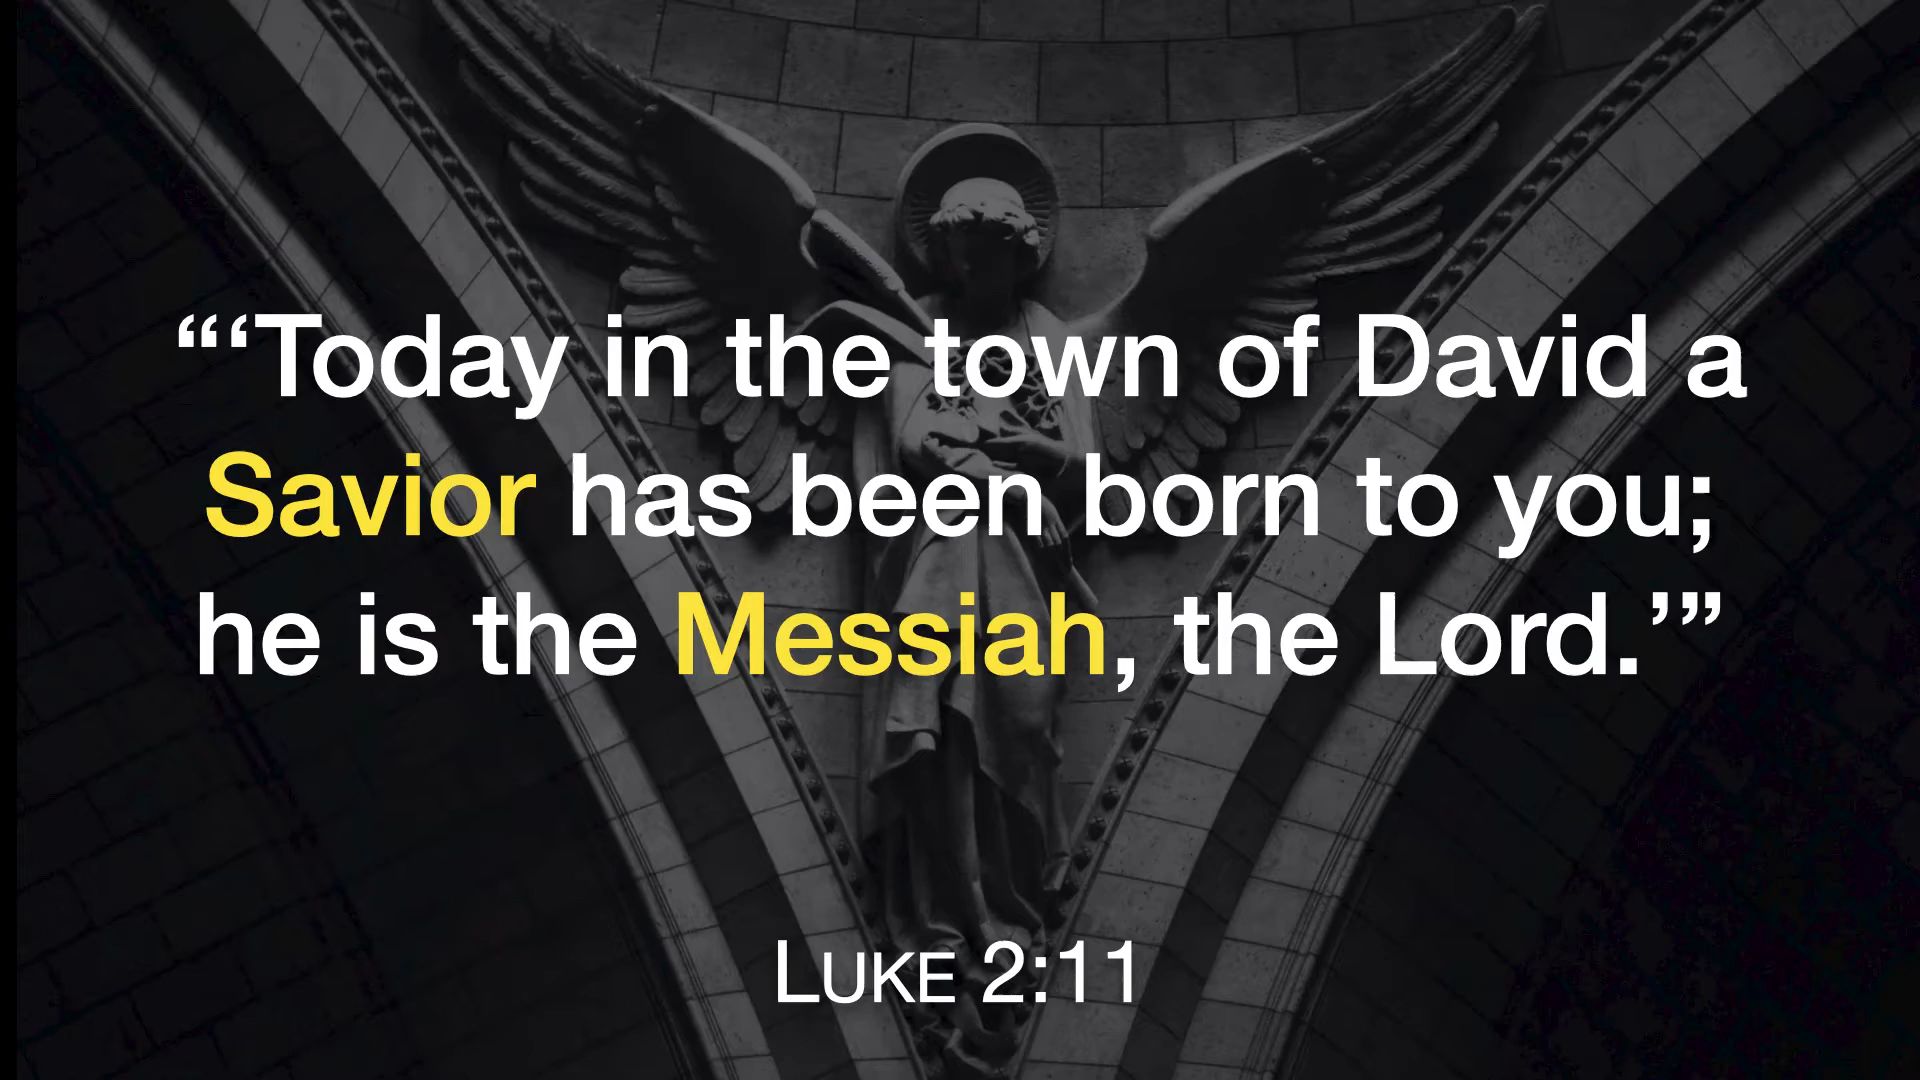 “‘Today in the town of David a
Savior has been born to you;
he is the Messiah, the Lord.’”
LUKE 2:11